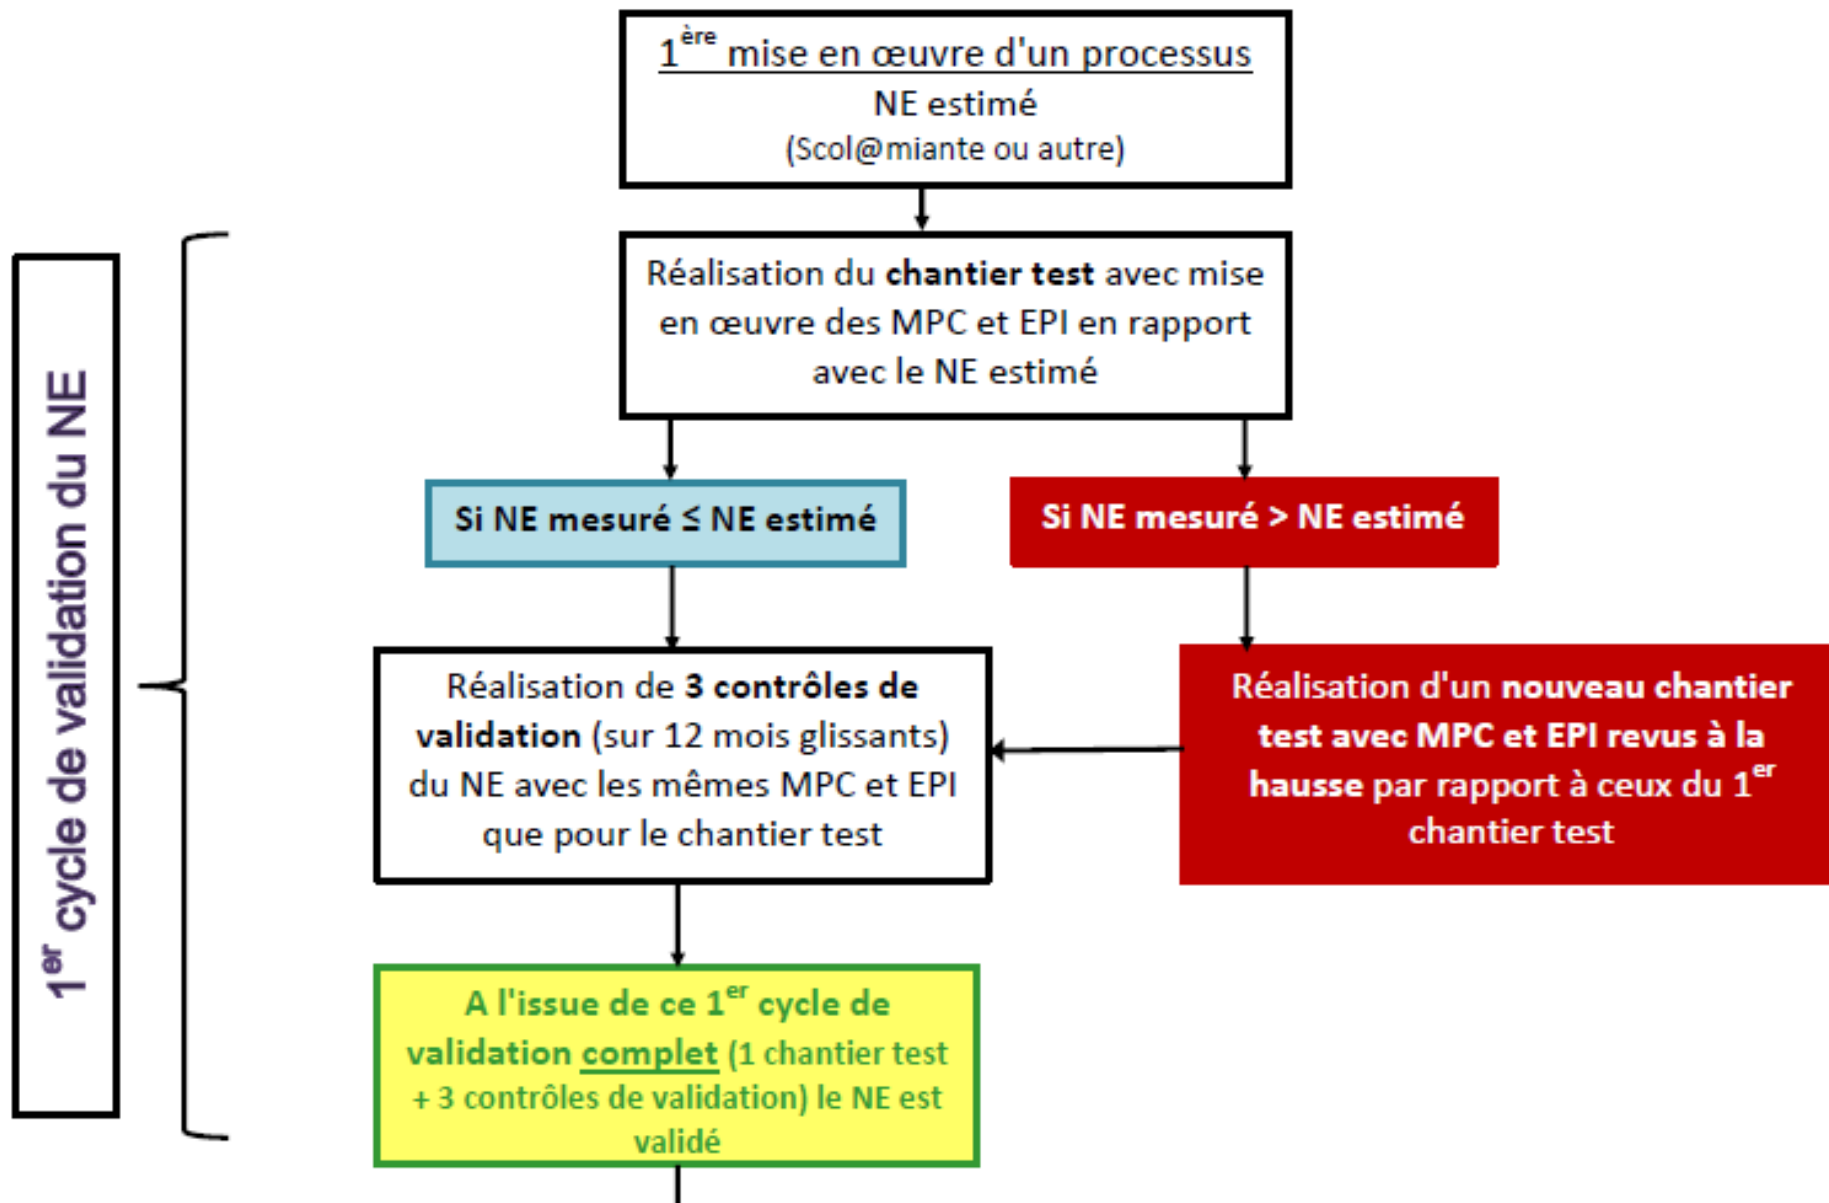 1ère mise en œuvre d'un processus
NE estimé
(Scol@miante ou autre)
1er cycle de validation du NE
Réalisation du chantier test avec mise
en œuvre des MPC et EPI en rapport
avec le NE estimé
Si NE mesuré ≤ NE estimé
Si NE mesuré > NE estimé
Réalisation de 3 contrôles de
validation (sur 12 mois glissants)
du NE avec les mêmes MPC et EPI
que pour le chantier test
Réalisation d'un nouveau chantier
test avec MPC et EPI revus à la
hausse par rapport à ceux du 1er
chantier test
A l'issue de ce 1er cycle de
validation complet (1 chantier test
+ 3 contrôles de validation) le NE est
validé